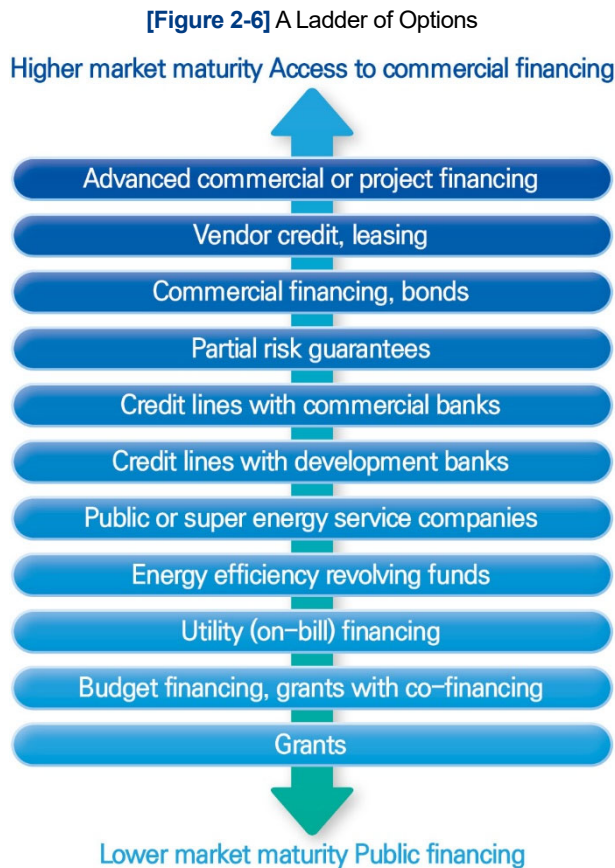 [Figure 2-6] A Ladder of Options
Higher market maturity Access to commercial financing
Advanced commercial or project financing
Vendor credit, leasing
Commercial financing, bonds
Partial risk guarantees
Credit lines with commercial banks
Credit lines with development banks
Public or super energy service companies
Energy efficiency revolving funds
Utility (on-bill) financing
Budget financing, grants with co-financing
Grants
Lower market maturity Public financing